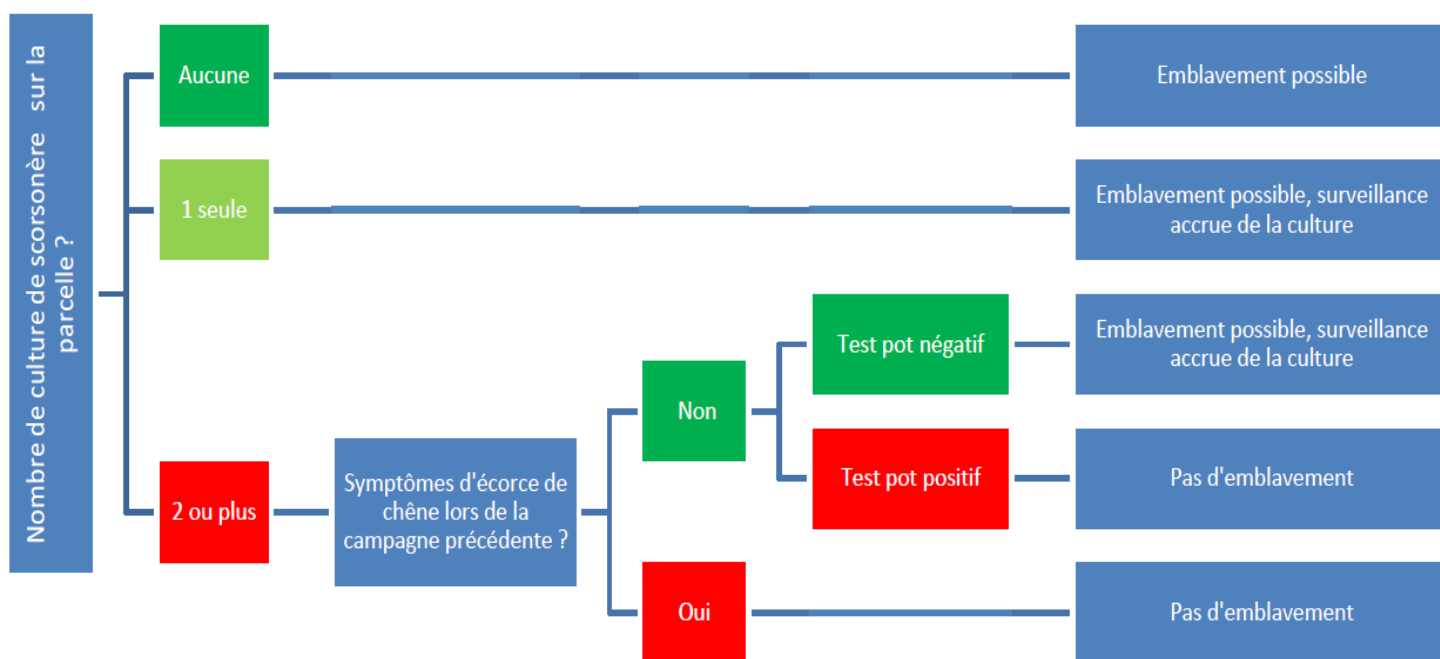 Nombre de culture de scorsonère sur la
parcelle ?
Aucune
Emblavement possible
1 seule
Emblavement possible, surveillance
accrue de la culture
2 ou plus
Symptômes d'écorce de
chêne lors de la
campagne précédente ?
Non
Test pot négatif
Emblavement possible, surveillance
accrue de la culture
Test pot positif
Pas d'emblavement
Oui
Pas d'emblavement